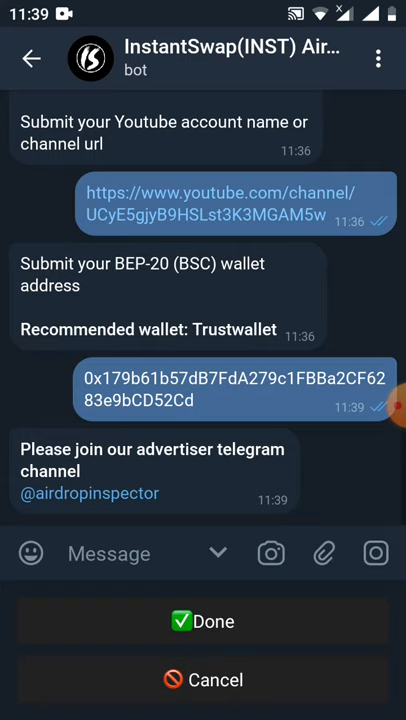 11:39
InstantSwap(INST) Air...
bot
Submit your Youtube account name or
channel url
11:36
https://www.youtube.com/channel/
UCyE5gjyB9HSLst3K3MGAM5w
11:36
Submit your BEP-20 (BSC) wallet
address
Recommended wallet: Trustwallet
11:36
0x179b61b57dB7FdA279c1FBBa2CF62
83e9bCD52Cd
11:39
Please join our advertiser telegram
channel
@airdropinspector
11:39
Message
✅Done
🚫 Cancel